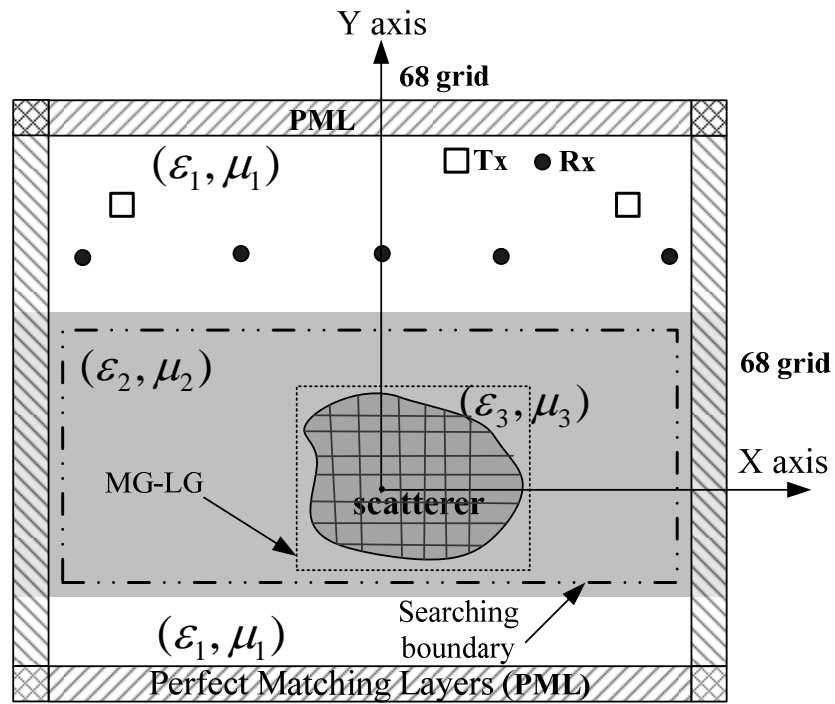 Y axis
68 grid
PML
(ε₁, μ₁)
Tx
Rx
(ε₂, μ₂)
68 grid
(ε₃, μ₃)
X axis
MG-LG
scatterer
Searching
boundary
(ε₁, μ₁)
Perfect Matching Layers (PML)